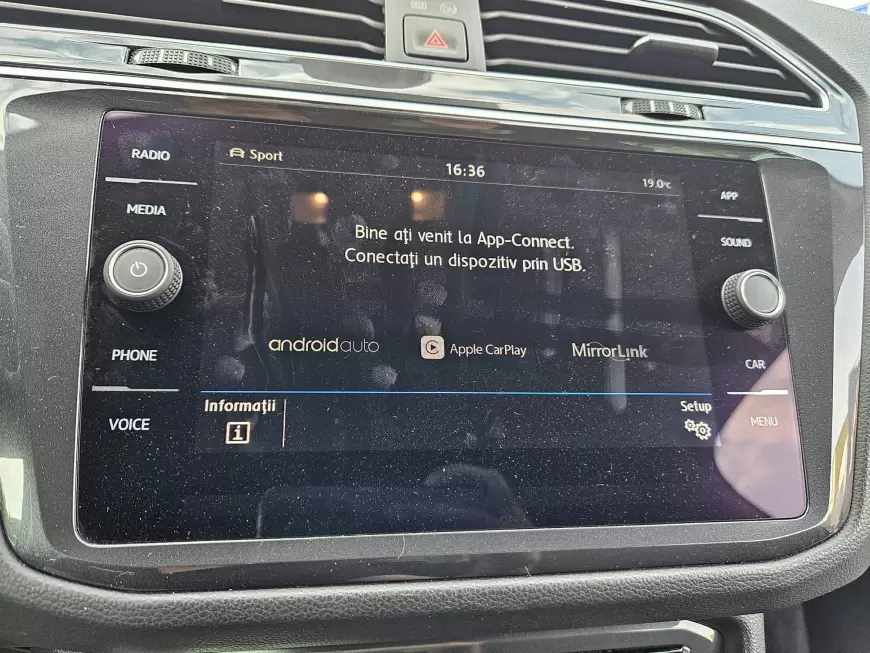 RADIO
MEDIA
PHONE
VOICE
Sport
16:36
19.0°C
Bine ați venit la App-Connect.
Conectați un dispozitiv prin USB.
androidauto
Apple CarPlay
MirrorLink
Informații
i
Setup
APP
SOUND
CAR
MENU